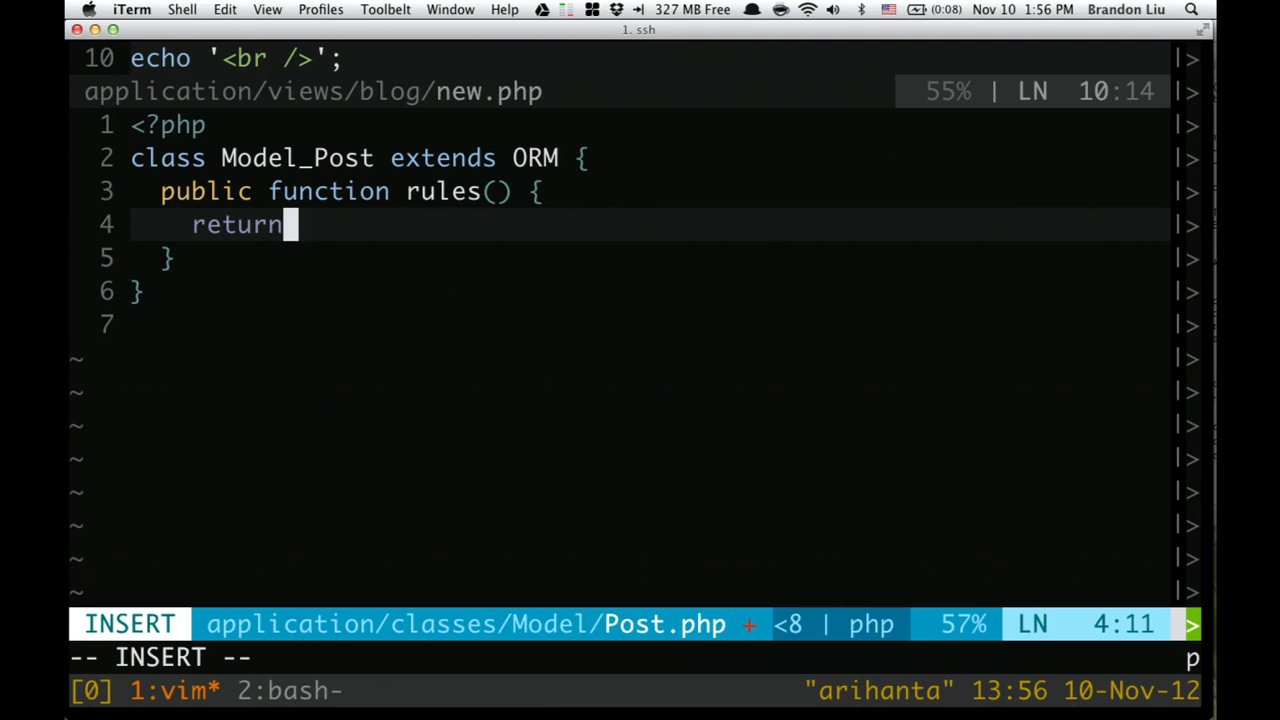 iTerm Shell Edit View Profiles Toolbelt Window Help 327 MB Free (0:08) Nov 10 1:56 PM Brandon Liu
1. ssh
10 echo '<br />';
application/views/blog/new.php 55% | LN 10:14
1 <?php
2 class Model_Post extends ORM {
3 public function rules() {
4 return
5 }
6 }
7
~
~
~
~
~
~
~
~
INSERT application/classes/Model/Post.php + <8 | php 57% LN 4:11 >
-- INSERT -- p
[0] 1:vim* 2:bash- "arihanta" 13:56 10-Nov-12